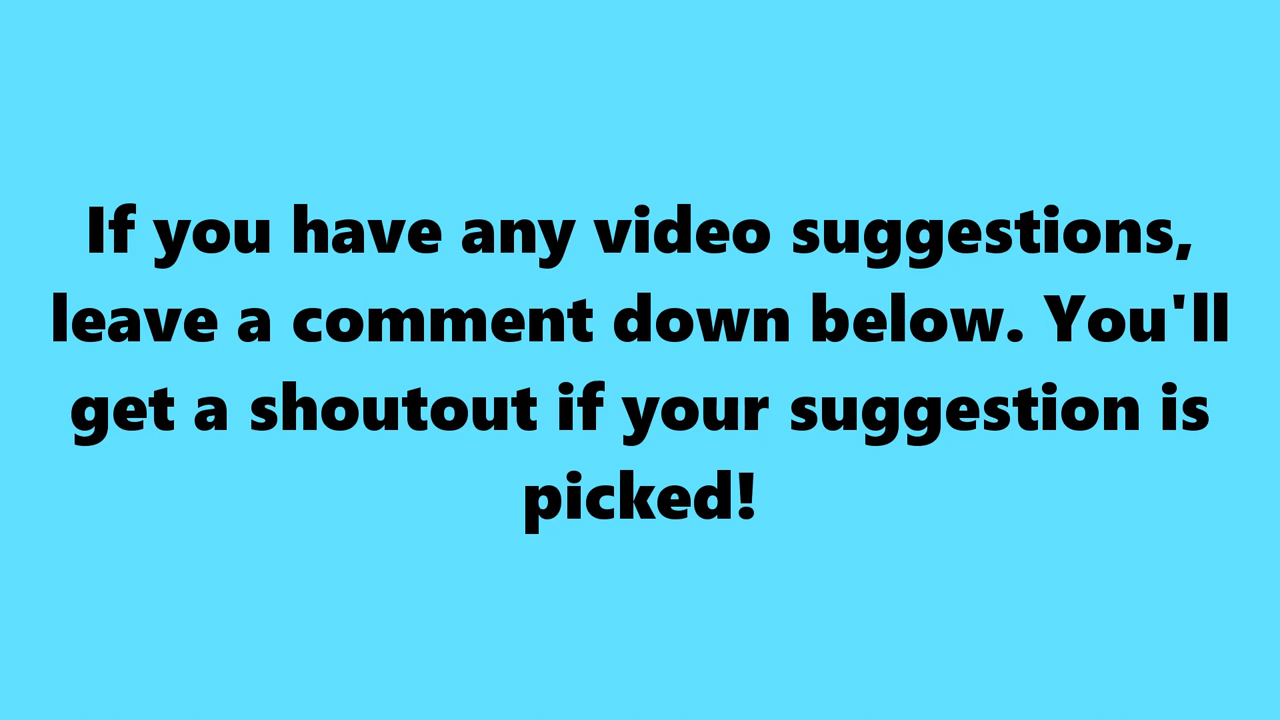 If you have any video suggestions,
leave a comment down below. You'll
get a shoutout if your suggestion is
picked!